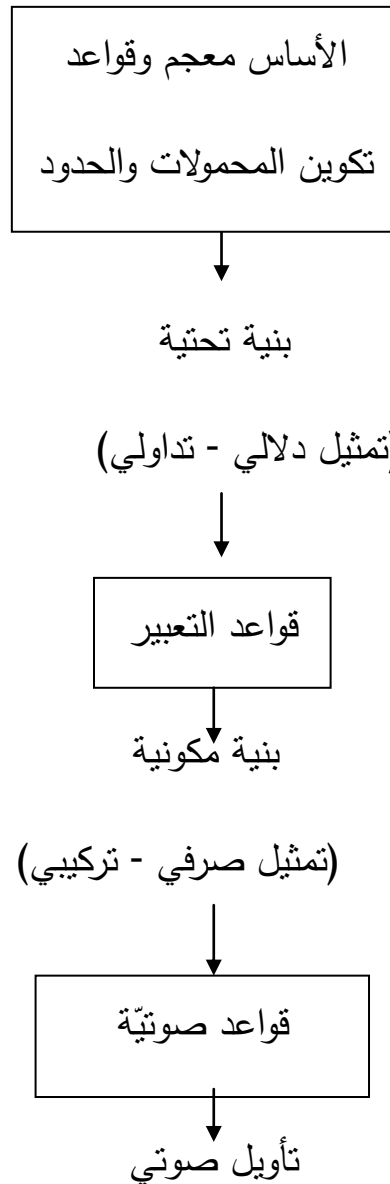 الأساس معجم وقواعد
تكوين المحمولات والحدود
بنية تحتية
(تمثيل دلالي - تداولي)
قواعد التعبير
بنية مكونية
(تمثيل صرفي - تركيبي)
قواعد صوتيّة
تأويل صوتي